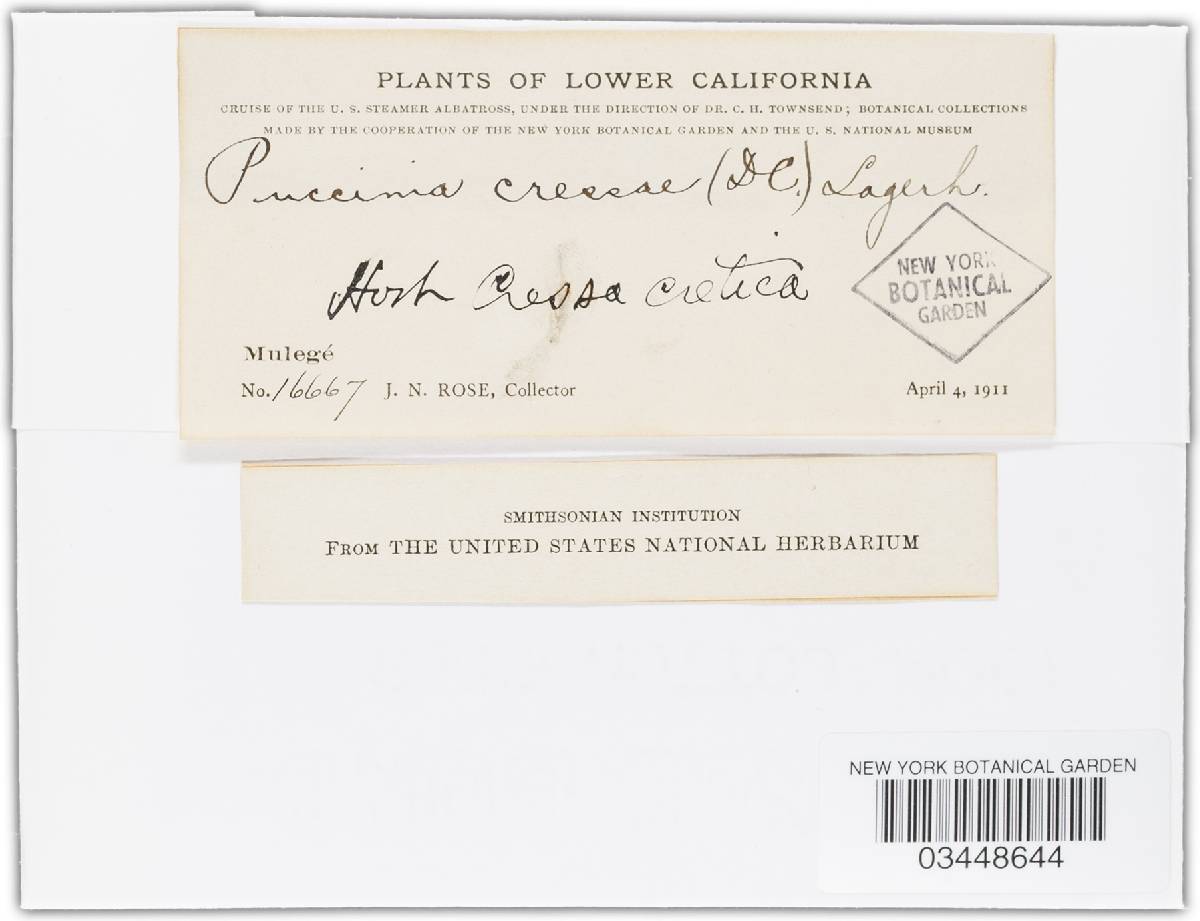 PLANTS OF LOWER CALIFORNIA
CRUISE OF THE U. S. STEAMER ALBATROSS, UNDER THE DIRECTION OF DR. C. H. TOWNSEND; BOTANICAL COLLECTIONS
MADE BY THE COOPERATION OF THE NEW YORK BOTANICAL GARDEN AND THE U. S. NATIONAL MUSEUM
Puccinia cressae (DC.) Lagerh.
Host Cressa cretica
NEW YORK
BOTANICAL
GARDEN
Mulegé
No. 16667 J. N. ROSE, Collector April 4, 1911
SMITHSONIAN INSTITUTION
FROM THE UNITED STATES NATIONAL HERBARIUM
NEW YORK BOTANICAL GARDEN
03448644